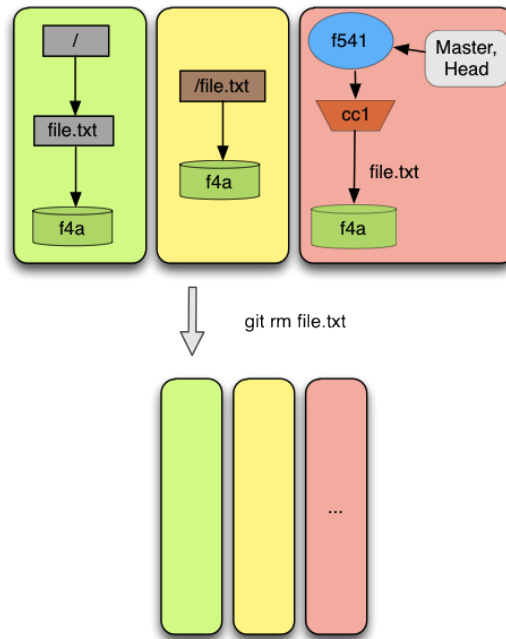 /
file.txt
f4a
/file.txt
f4a
f541
Master,
Head
cc1
file.txt
f4a
git rm file.txt
...